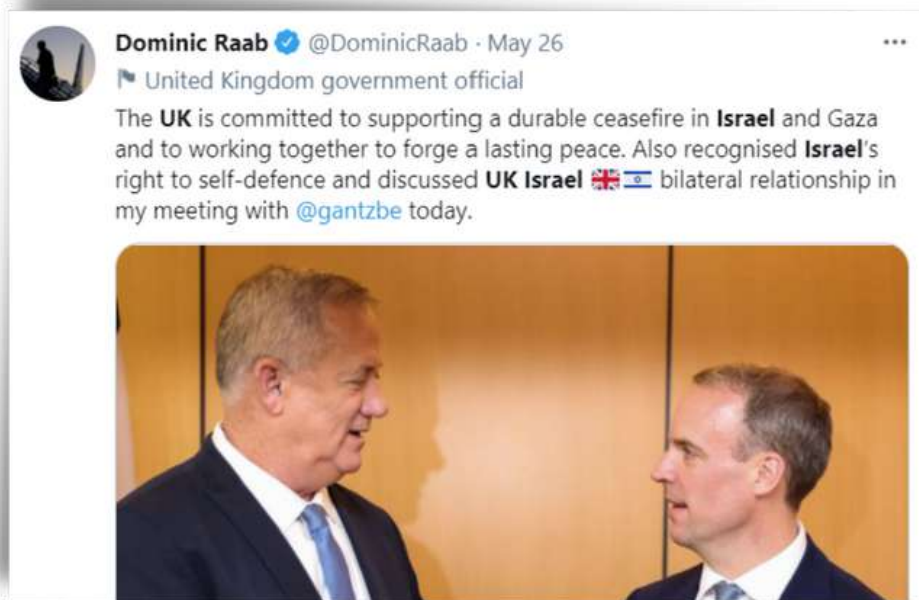 Dominic Raab @DominicRaab · May 26
United Kingdom government official
The UK is committed to supporting a durable ceasefire in Israel and Gaza
and to working together to forge a lasting peace. Also recognised Israel's
right to self-defence and discussed UK Israel 🇬🇧🇮🇱 bilateral relationship in
my meeting with @gantzbe today.